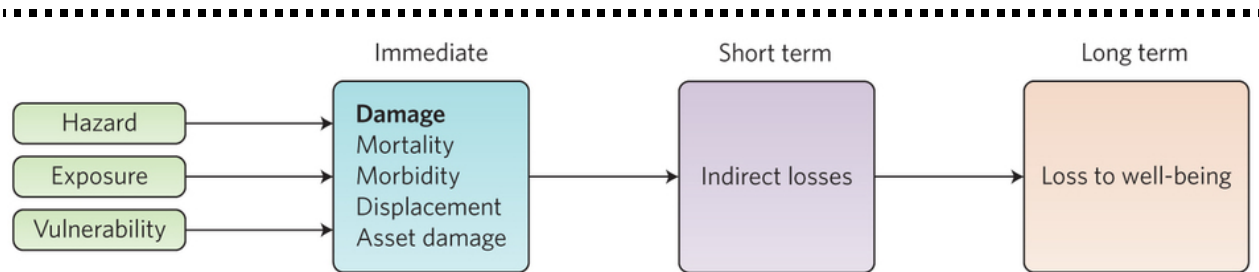 Immediate
Short term
Long term
Hazard
Exposure
Vulnerability
Damage
Mortality
Morbidity
Displacement
Asset damage
Indirect losses
Loss to well-being